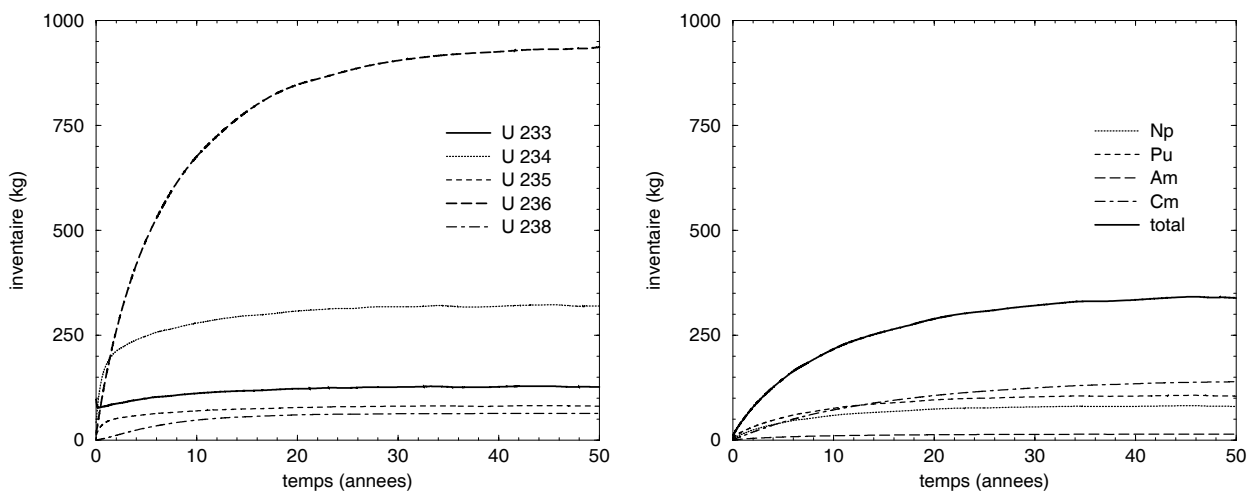 1000
750
500
250
0
inventaire (kg)
U 233
U 234
U 235
U 236
U 238
0 10 20 30 40 50
temps (annees)
1000
750
500
250
0
inventaire (kg)
Np
Pu
Am
Cm
total
0 10 20 30 40 50
temps (annees)